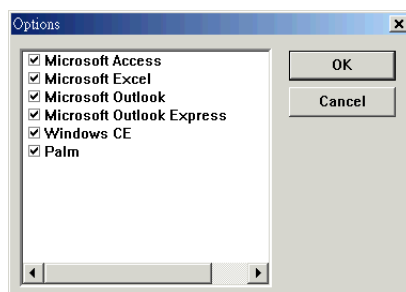 Options
Microsoft Access
Microsoft Excel
Microsoft Outlook
Microsoft Outlook Express
Windows CE
Palm
OK
Cancel